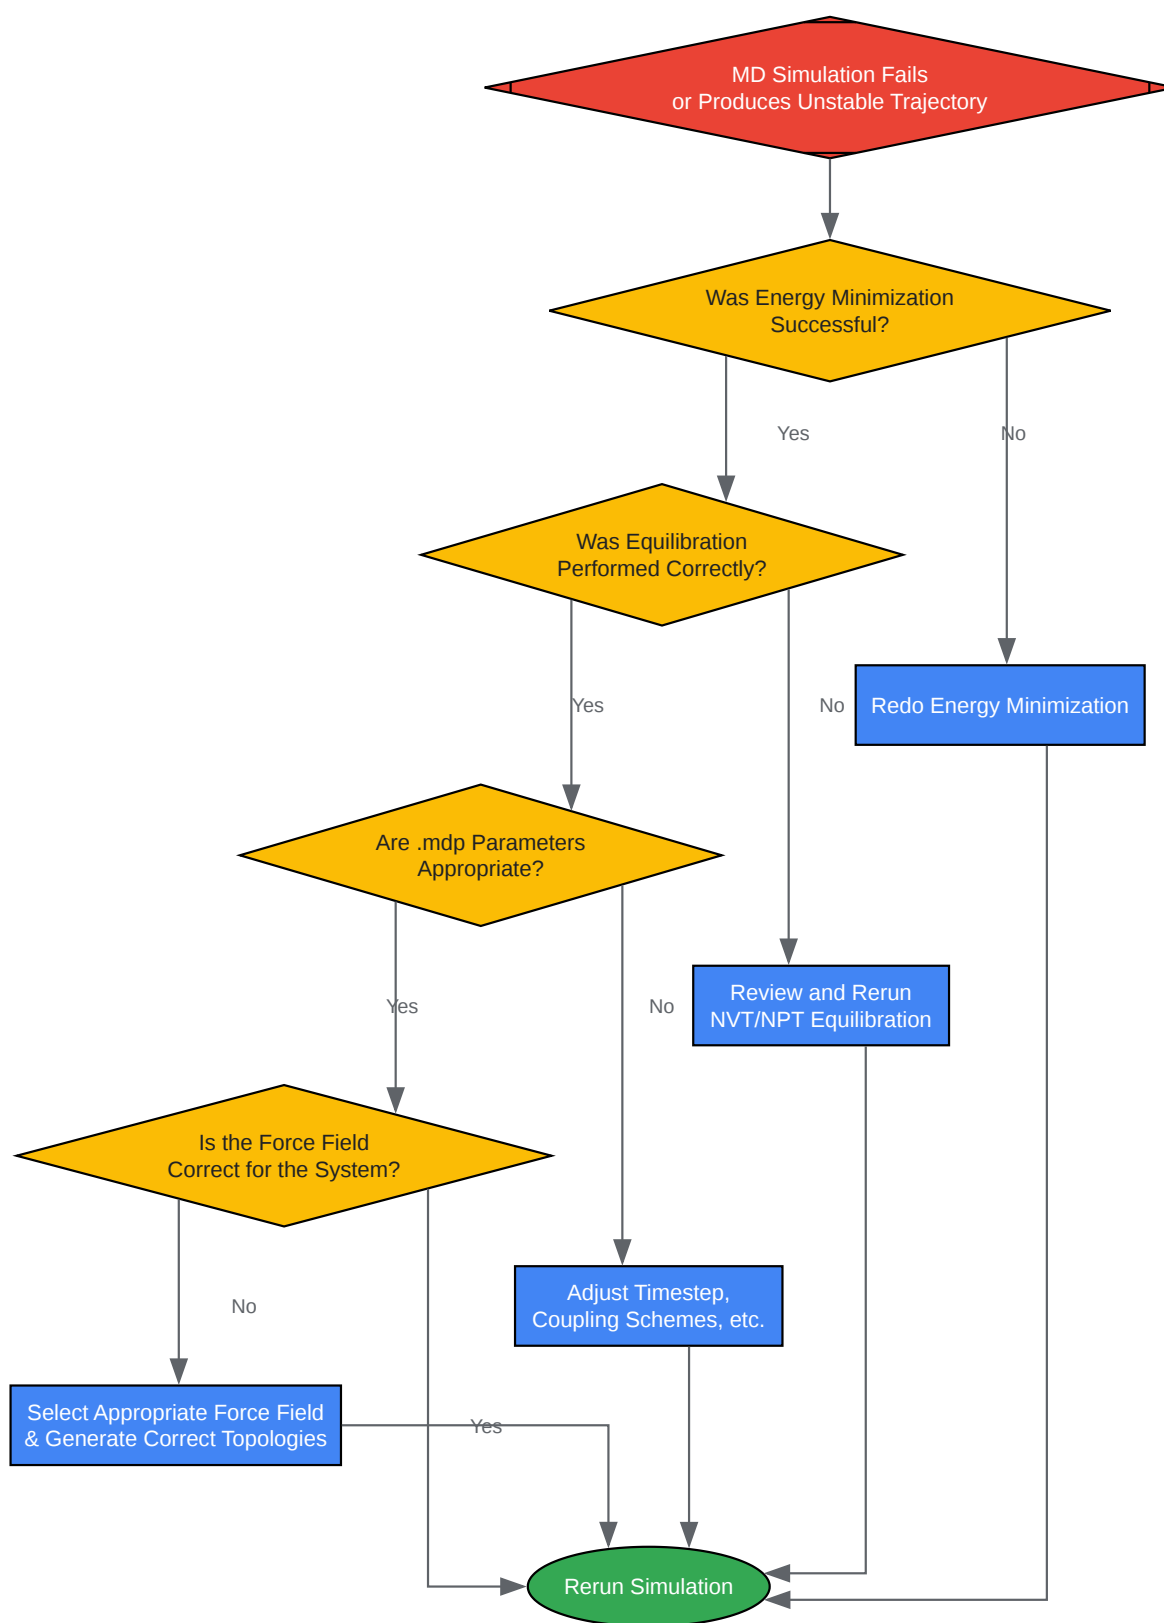 MD Simulation Fails
or Produces Unstable Trajectory
Was Energy Minimization
Successful?
Yes
No
Was Equilibration
Performed Correctly?
Yes
No
Redo Energy Minimization
Are .mdp Parameters
Appropriate?
Yes
No
Review and Rerun
NVT/NPT Equilibration
Is the Force Field
Correct for the System?
No
Adjust Timestep,
Coupling Schemes, etc.
Select Appropriate Force Field
& Generate Correct Topologies
Yes
Rerun Simulation